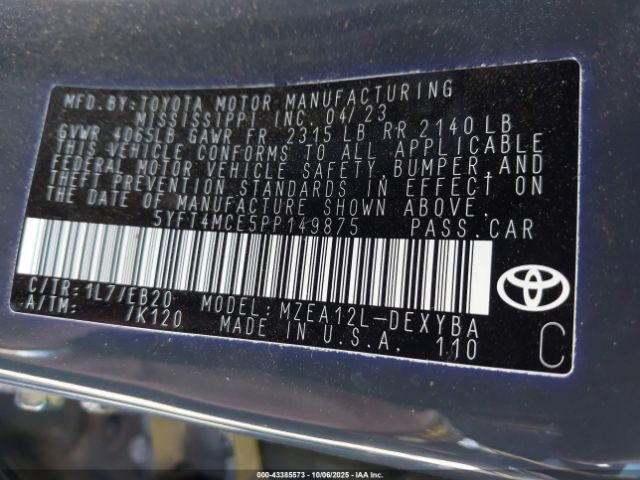 MFD.BY:TOYOTA MOTOR MANUFACTURING
MISSISSIPPI INC 04/23
GVWR 4065LB GAWR FR 2315 LB RR 2140 LB
THIS VEHICLE CONFORMS TO ALL APPLICABLE
FEDERAL MOTOR VEHICLE SAFETY,BUMPER,AND
THEFT PREVENTION STANDARDS IN EFFECT ON
THE DATE OF MANUFACTURE SHOWN ABOVE.
5YFT4MCE5PP149875 PASS.CAR
C/TR:1L7/EB20 MODEL:MZEA12L-DEXYBA
A/TM: /K120 MADE IN U.S.A. 110
TOYOTA
C
000-43385573 - 10/06/2025 - IAAI, Inc.